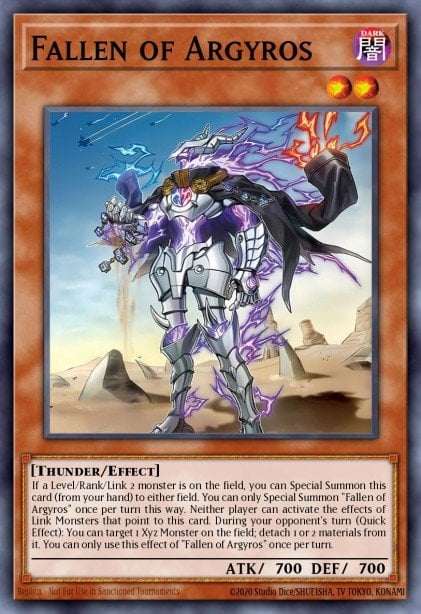 Fallen of Argyros
DARK
闇
[Thunder/Effect]
If a Level/Rank/Link 2 monster is on the field, you can Special Summon this
card (from your hand) to either field. You can only Special Summon "Fallen of
Argyros" once per turn this way. Neither player can activate the effects of
Link Monsters that point to this card. During your opponent's turn (Quick
Effect): You can target 1 Xyz Monster on the field; detach 1 or 2 materials from
it. You can only use this effect of "Fallen of Argyros" once per turn.
ATK/ 700 DEF/ 700
Replica - Not For Use in Sanctioned Tournaments
©2020 Studio Dice/SHUEISHA, TV TOKYO, KONAMI